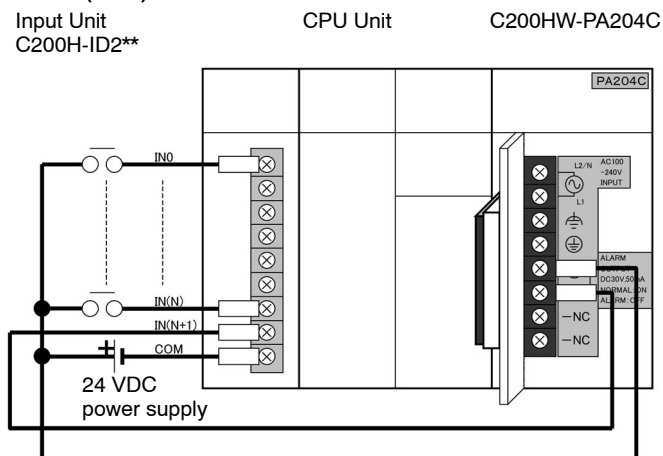 Input Unit
C200H-ID2**
CPU Unit
C200HW-PA204C
PA204C
IN0
IN(N)
IN(N+1)
COM
24 VDC
power supply
L2/N
L1
AC100
-240V
INPUT
ALARM
DC30V,50mA
NORMAL:ON
ALARM:OFF
NC
NC